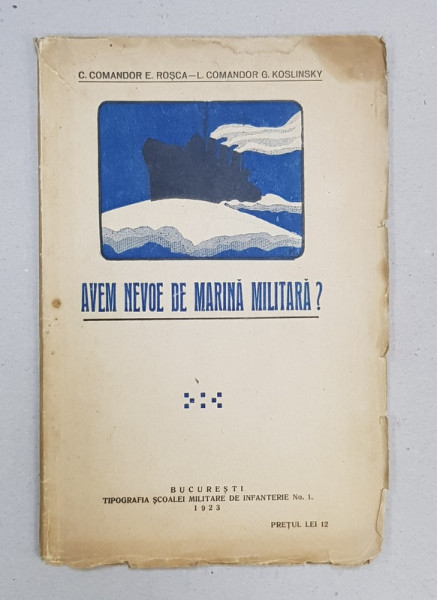 C. COMANDOR E. ROȘCA—L. COMANDOR G. KOSLINSKY
AVEM NEVOE DE MARINĂ MILITARĂ?
BUCUREȘTI
TIPOGRAFIA ȘCOALEI MILITARE DE INFANTERIE No. 1.
1923
PREȚUL LEI 12